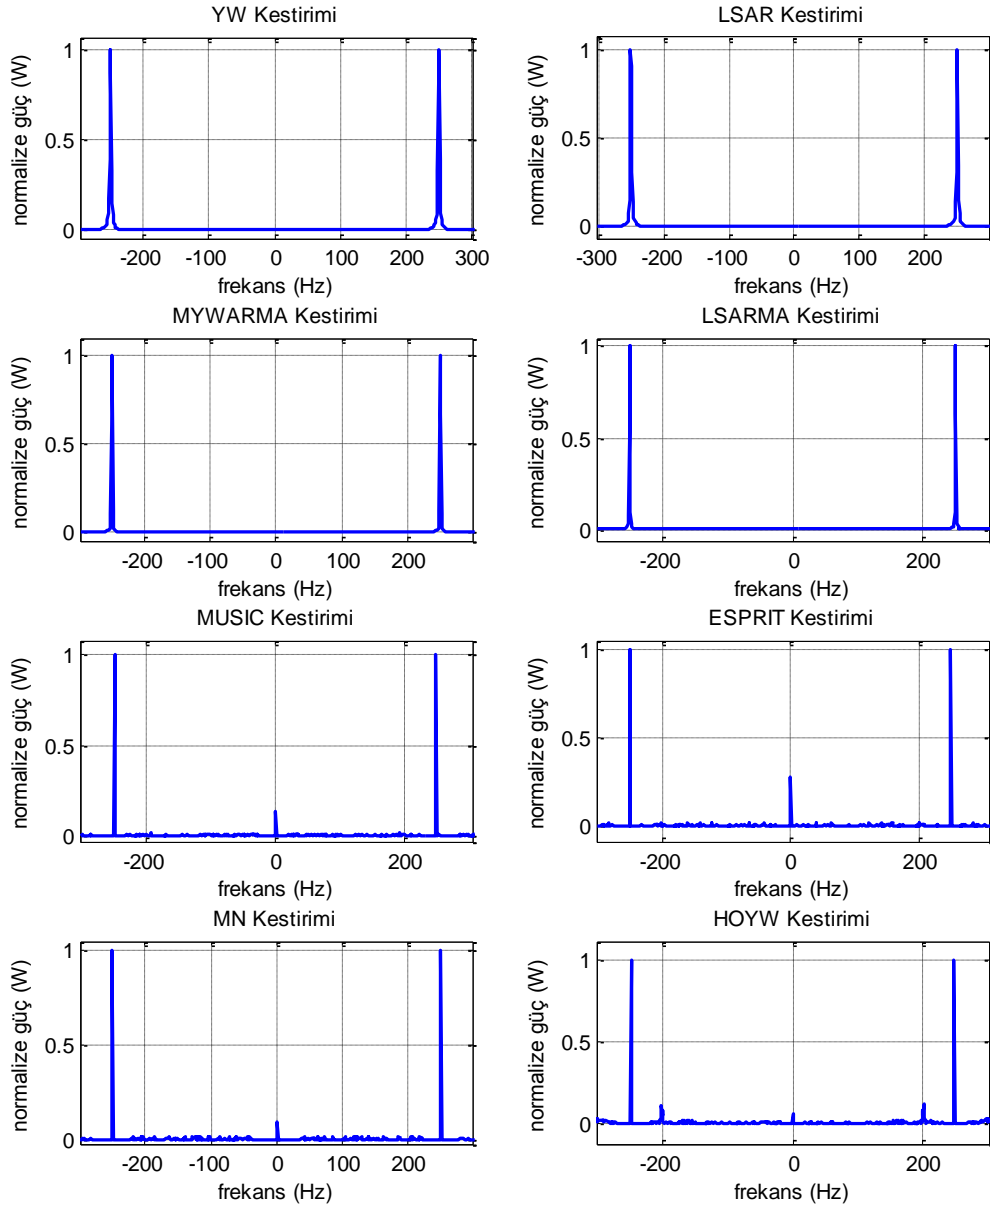 YW Kestirimi
normalize güç (W)
1
0.5
0
-200 -100 0 100 200 300
frekans (Hz)
LSAR Kestirimi
normalize güç (W)
1
0.5
0
-300 -200 -100 0 100 200
frekans (Hz)
MYWARMA Kestirimi
normalize güç (W)
1
0.5
0
-200 -100 0 100 200
frekans (Hz)
LSARMA Kestirimi
normalize güç (W)
1
0.5
0
-200 0 200
frekans (Hz)
MUSIC Kestirimi
normalize güç (W)
1
0.5
0
-200 0 200
frekans (Hz)
ESPRIT Kestirimi
normalize güç (W)
1
0.5
0
-200 0 200
frekans (Hz)
MN Kestirimi
normalize güç (W)
1
0.5
0
-200 -100 0 100 200
frekans (Hz)
HOYW Kestirimi
normalize güç (W)
1
0.5
0
-200 0 200
frekans (Hz)